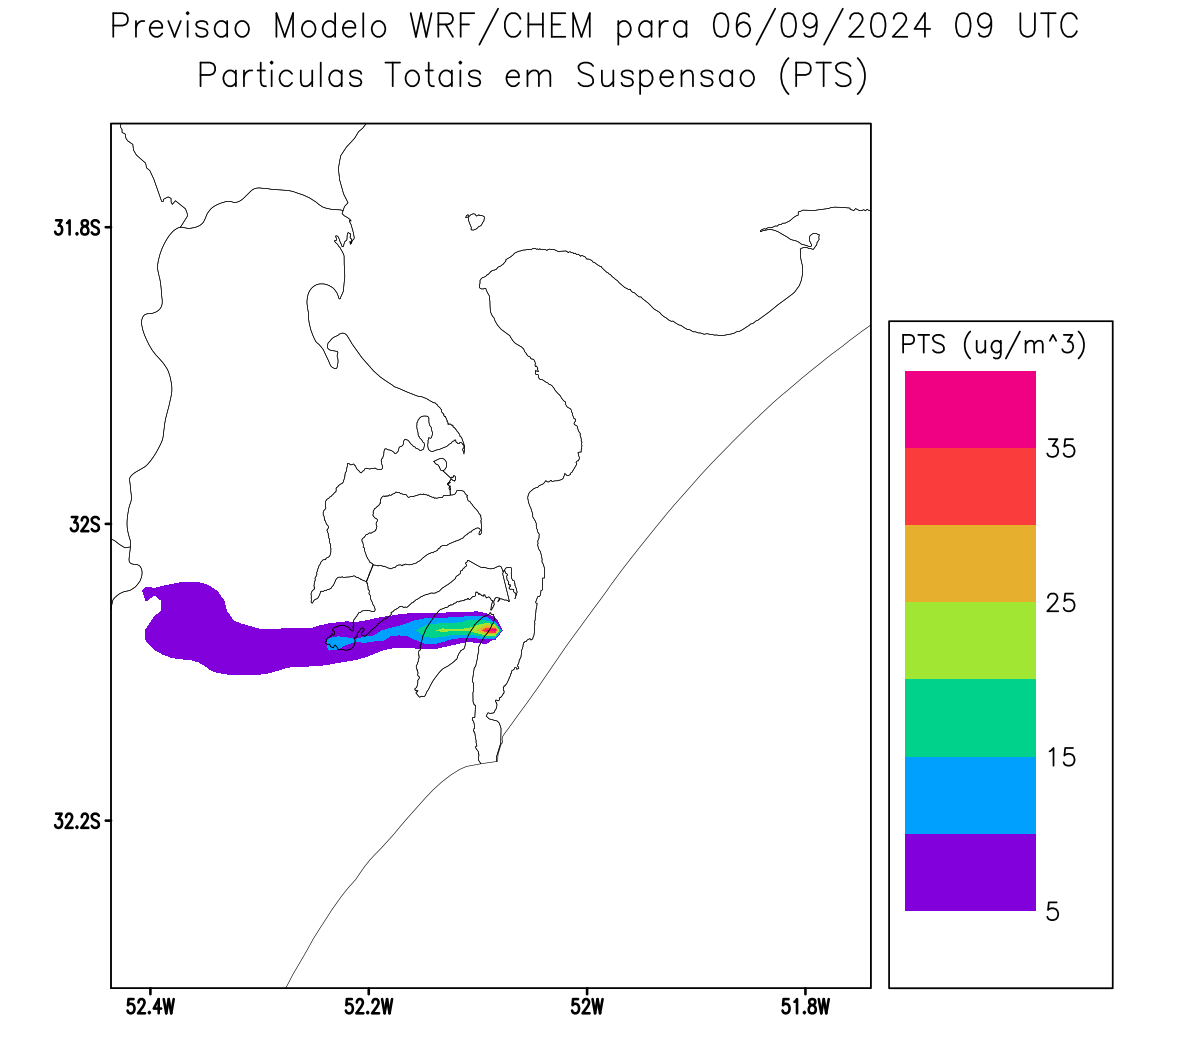 Previsao Modelo WRF/CHEM para 06/09/2024 09 UTC
Particulas Totais em Suspensao (PTS)
31.8S
32S
32.2S
52.4W
52.2W
52W
51.8W
PTS (ug/m^3)
35
25
15
5